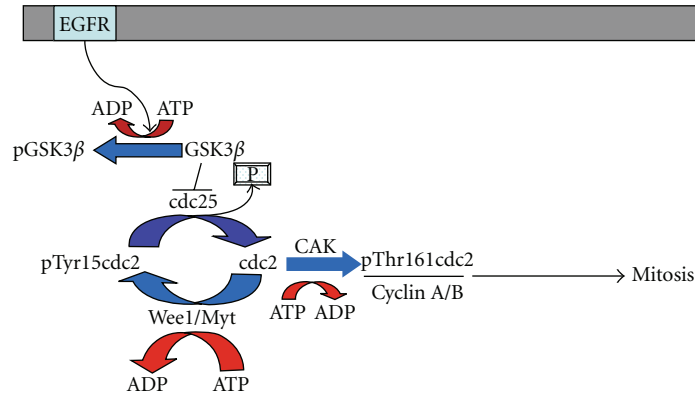 EGFR
ADP ATP
pGSK3β GSK3β
P
cdc25
CAK
pTyr15cdc2 cdc2 pThr161cdc2 Mitosis
Cyclin A/B
ATP ADP
Wee1/Myt
ADP ATP